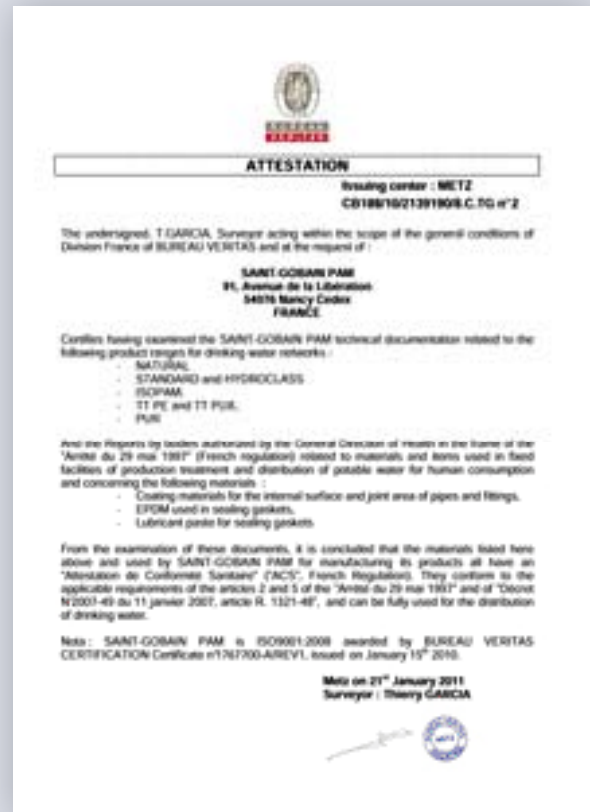 BUREAU
VERITAS
ATTESTATION
Issuing center : METZ
CB188/10/2139190/8.C.TG n°2
The undersigned, T.GARCIA, Surveyor acting within the scope of the general conditions of
Division France of BUREAU VERITAS and at the request of :
SAINT-GOBAIN PAM
91, Avenue de la Libération
54076 Nancy Cedex
FRANCE
Certifies having examined the SAINT-GOBAIN PAM technical documentation related to the
following product ranges for drinking water networks :
- NATURAL
- STANDARD and HYDROCLASS
- ISOPAM,
- TT PE and TT PUX,
- PUR
And the Reports by bodies authorized by the General Direction of Health in the frame of the
"Arrêté du 29 mai 1997" (French regulation) related to materials and items used in fixed
facilities of production treatment and distribution of potable water for human consumption
and concerning the following materials :
- Coating materials for the internal surface and joint area of pipes and fittings,
- EPDM used in sealing gaskets,
- Lubricant paste for sealing gaskets
From the examination of these documents, it is concluded that the materials listed here
above and used by SAINT-GOBAIN PAM for manufacturing its products all have an
"Attestation de Conformité Sanitaire" ("ACS", French Regulation). They conform to the
applicable requirements of the articles 2 and 5 of the "Arrêté du 29 mai 1997" and of "Décret
N°2007-49 du 11 janvier 2007, article R. 1321-48", and can be fully used for the distribution
of drinking water.
Nota : SAINT-GOBAIN PAM is ISO9001:2008 awarded by BUREAU VERITAS
CERTIFICATION Certificate n°1767700-A/REV1, issued on January 15th 2010.
Metz on 21st January 2011
Surveyor : Thierry GARCIA
METZ